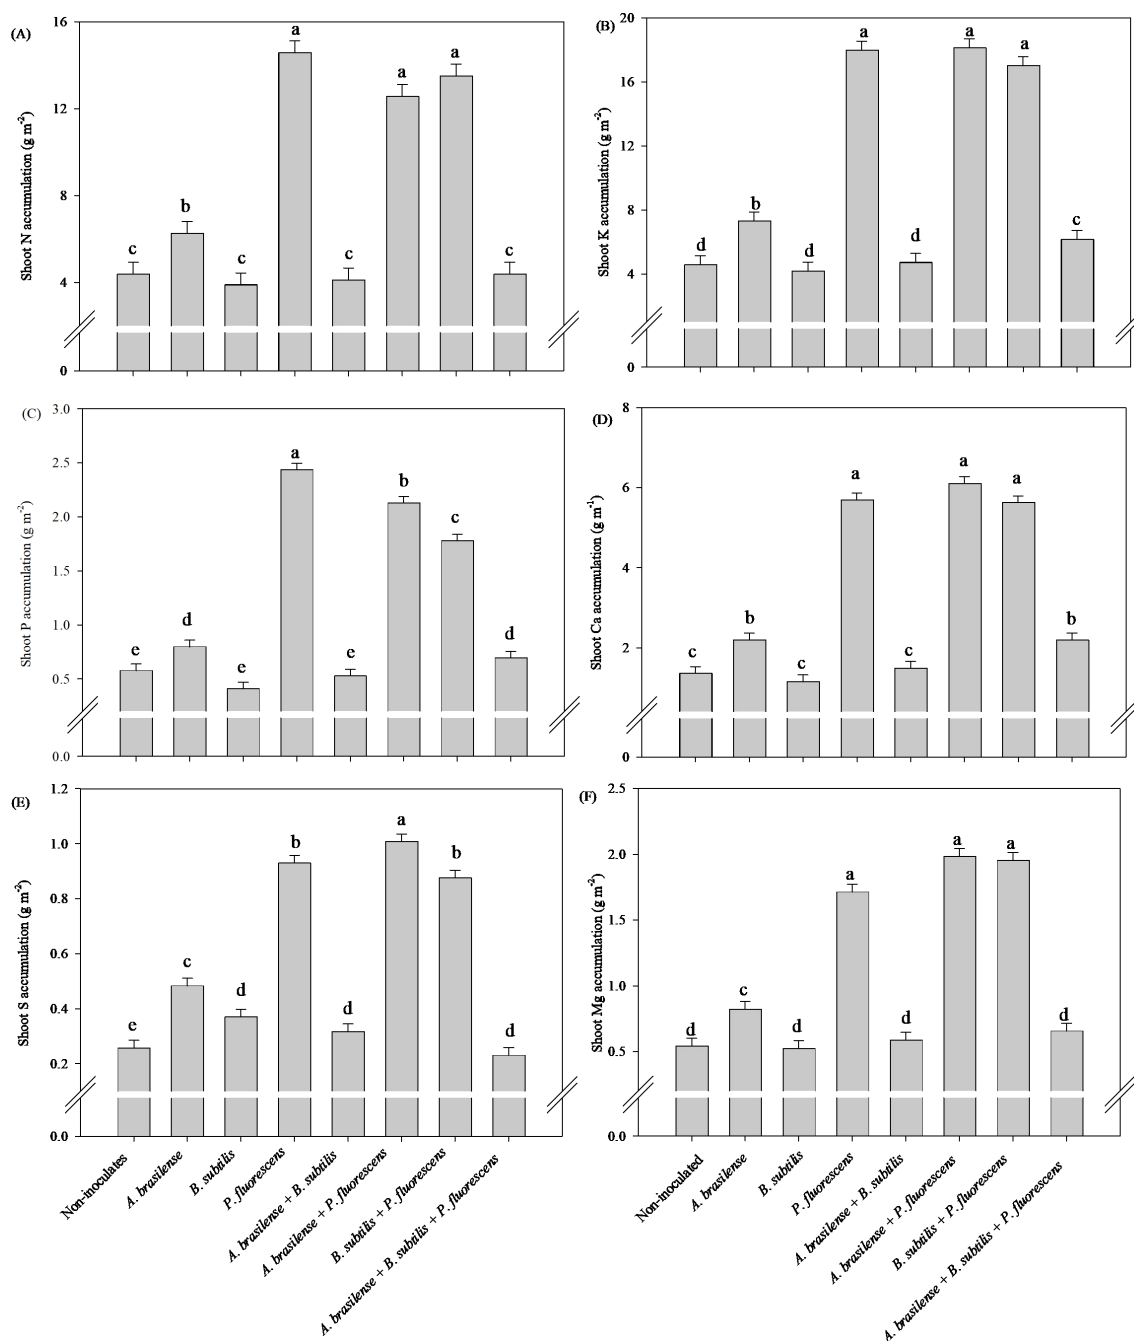 (A)
Shoot N accumulation (g m-2)
16
12
8
4
0
c
b
c
a
c
a
a
c
(B)
Shoot K accumulation (g m-2)
20
16
12
8
4
0
d
b
d
a
d
a
a
c
(C)
Shoot P accumulation (g m-2)
3.0
2.5
2.0
1.5
1.0
0.5
0.0
e
d
e
a
e
b
c
d
(D)
Shoot Ca accumulation (g m-1)
8
6
4
2
0
c
b
c
a
c
a
a
b
(E)
Shoot S accumulation (g m-2)
1.2
1.0
0.8
0.6
0.4
0.2
0.0
e
c
d
b
d
a
b
d
Non-inoculates
A. brasilense
B. subtilis
P. fluorescens
A. brasilense + B. subtilis
A. brasilense + P. fluorescens
B. subtilis + P. fluorescens
A. brasilense + B. subtilis + P. fluorescens
(F)
Shoot Mg accumulation (g m-2)
2.5
2.0
1.5
1.0
0.5
0.0
d
c
d
a
d
a
a
d
Non-inoculated
A. brasilense
B. subtilis
P. fluorescens
A. brasilense + B. subtilis
A. brasilense + P. fluorescens
B. subtilis + P. fluorescens
A. brasilense + B. subtilis + P. fluorescens